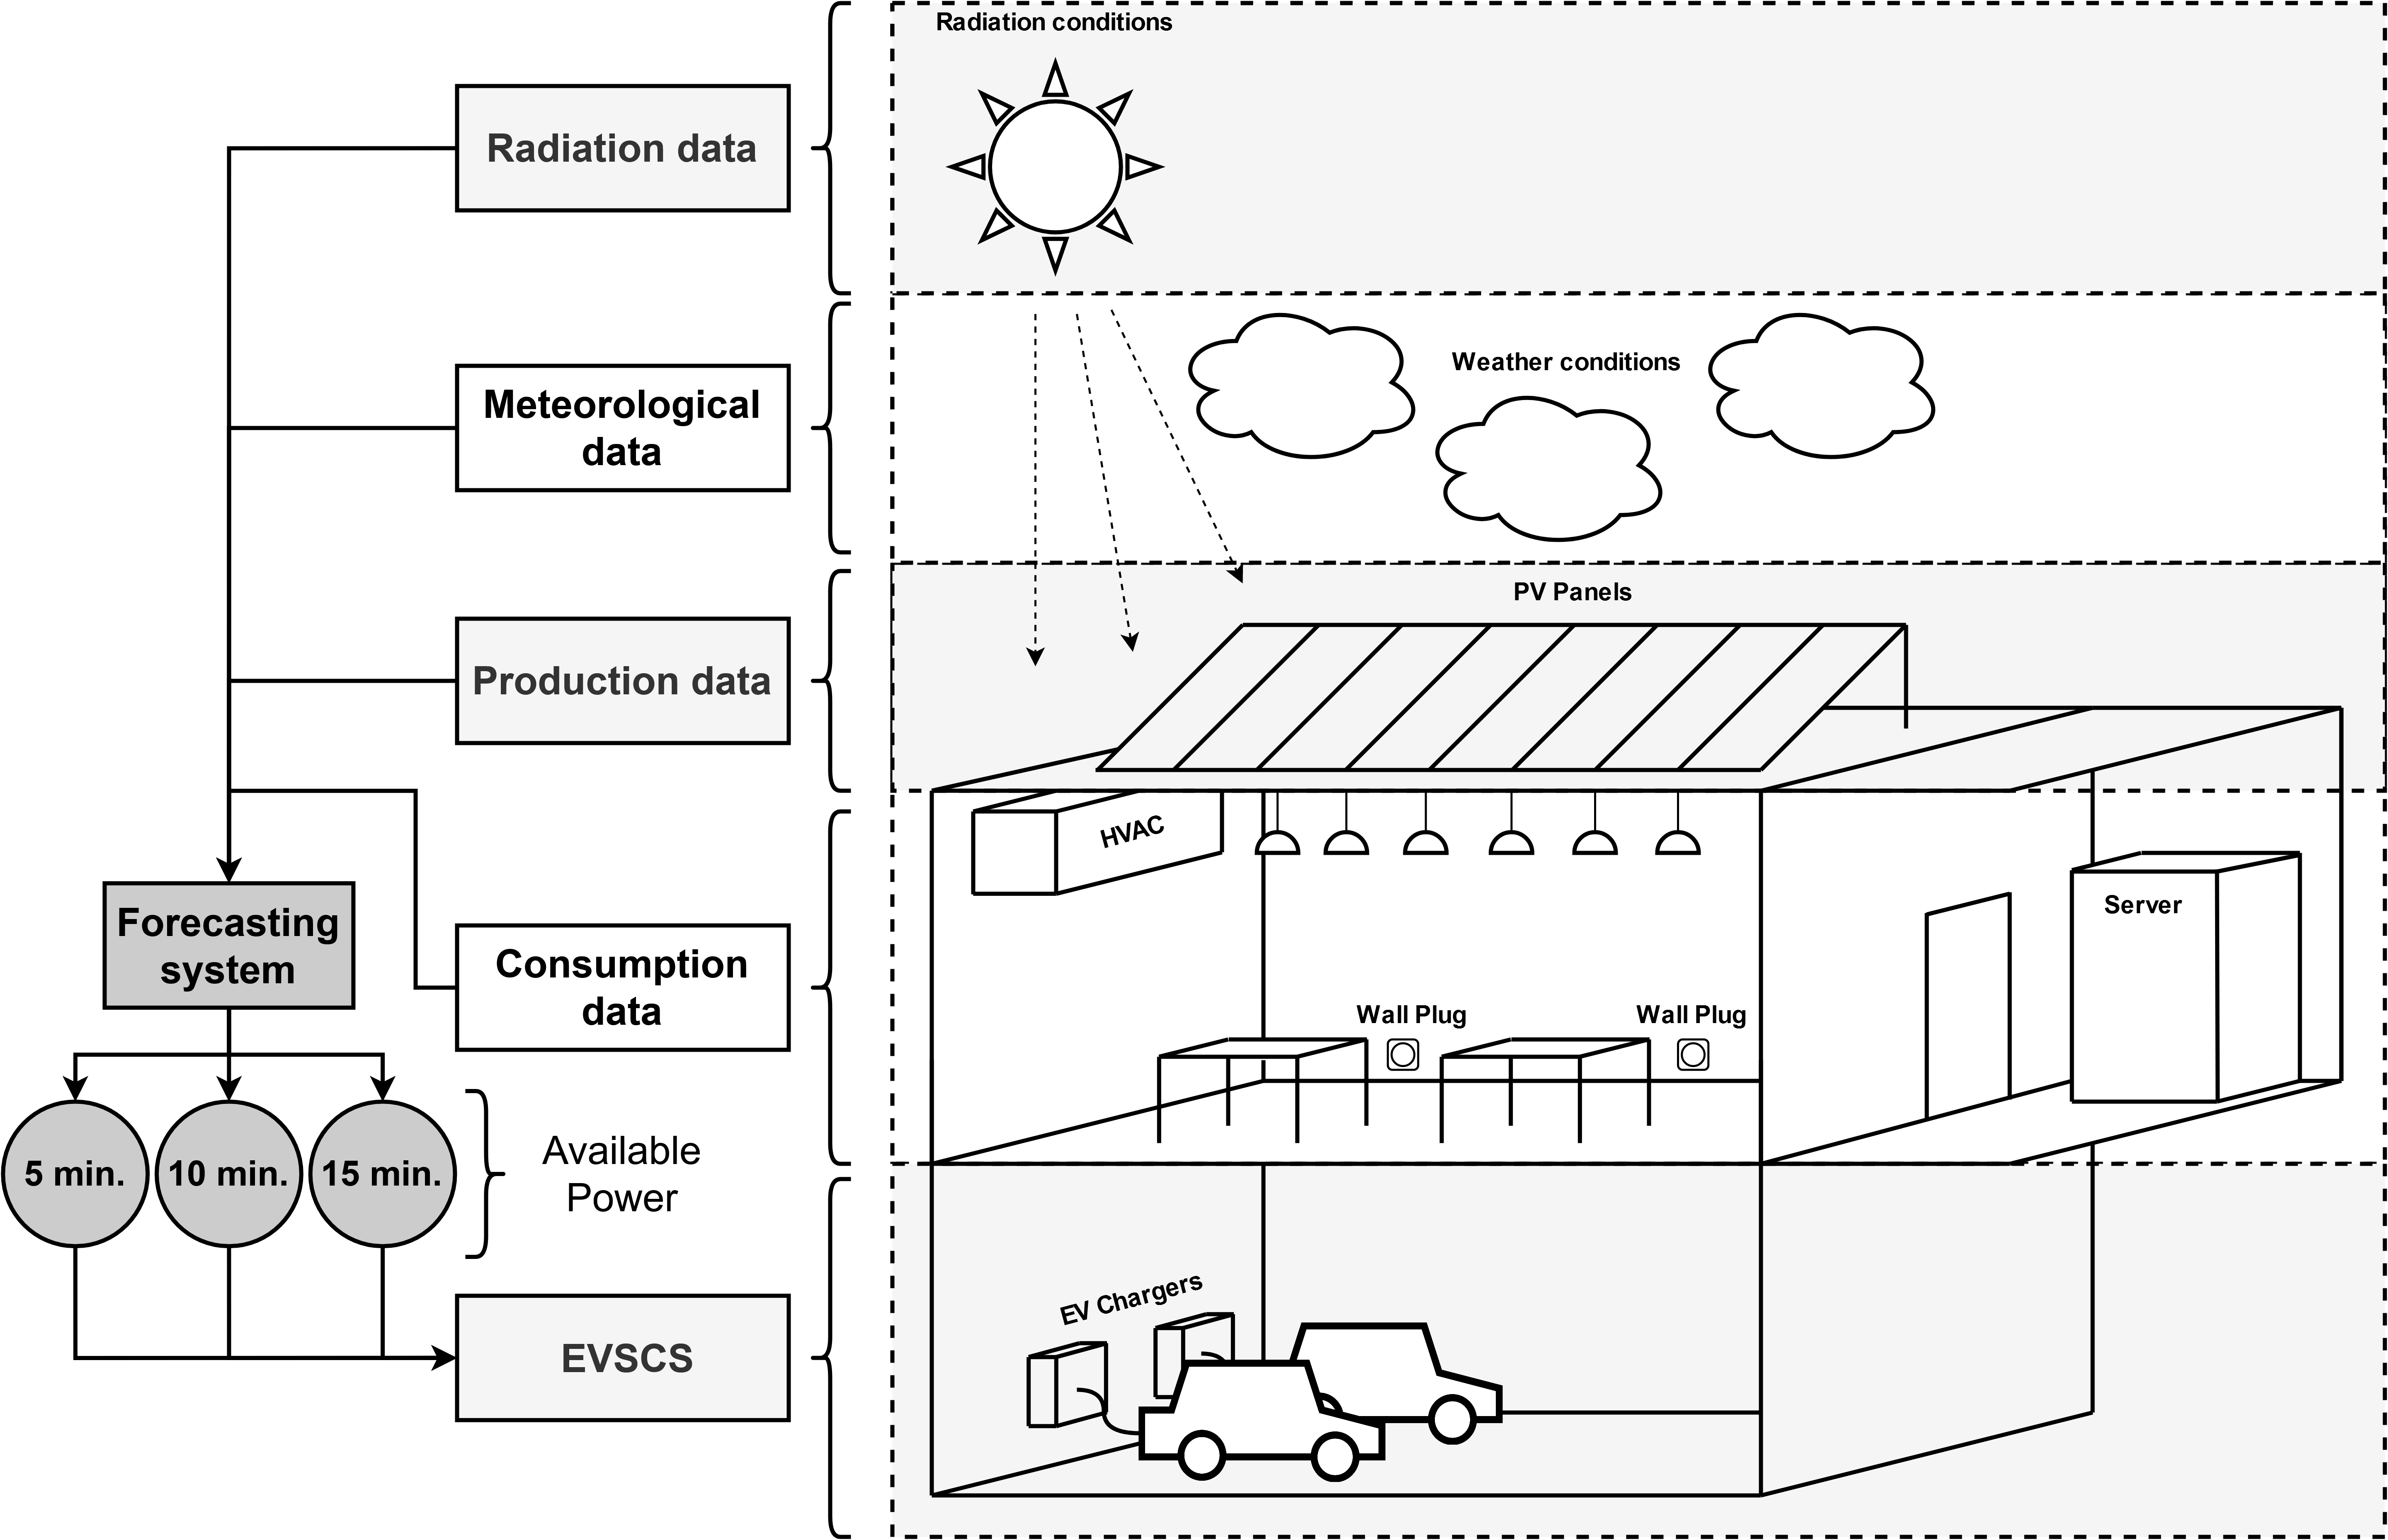 Radiation conditions
Radiation data
Weather conditions
Meteorological
data
PV Panels
Production data
HVAC
Server
Forecasting
system
Consumption
data
Wall Plug
Wall Plug
5 min.
10 min.
15 min.
Available
Power
EV Chargers
EVSCS